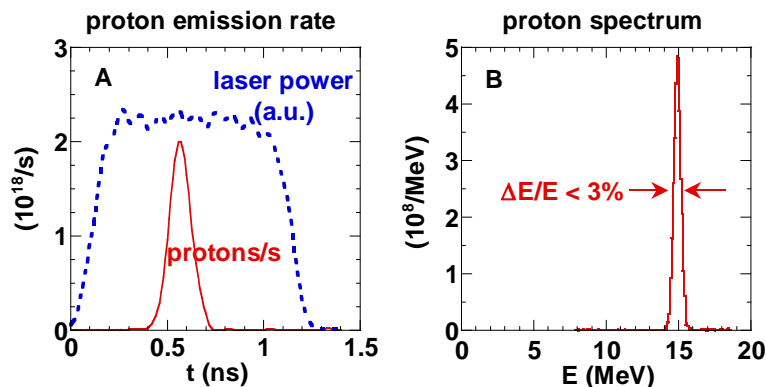 proton emission rate
3
2
1
0
(10¹⁸/s)
A
laser power
(a.u.)
protons/s
0
0.5
1
1.5
t (ns)
proton spectrum
5
4
3
2
1
0
(10⁸/MeV)
B
ΔE/E < 3%
0
5
10
15
20
E (MeV)